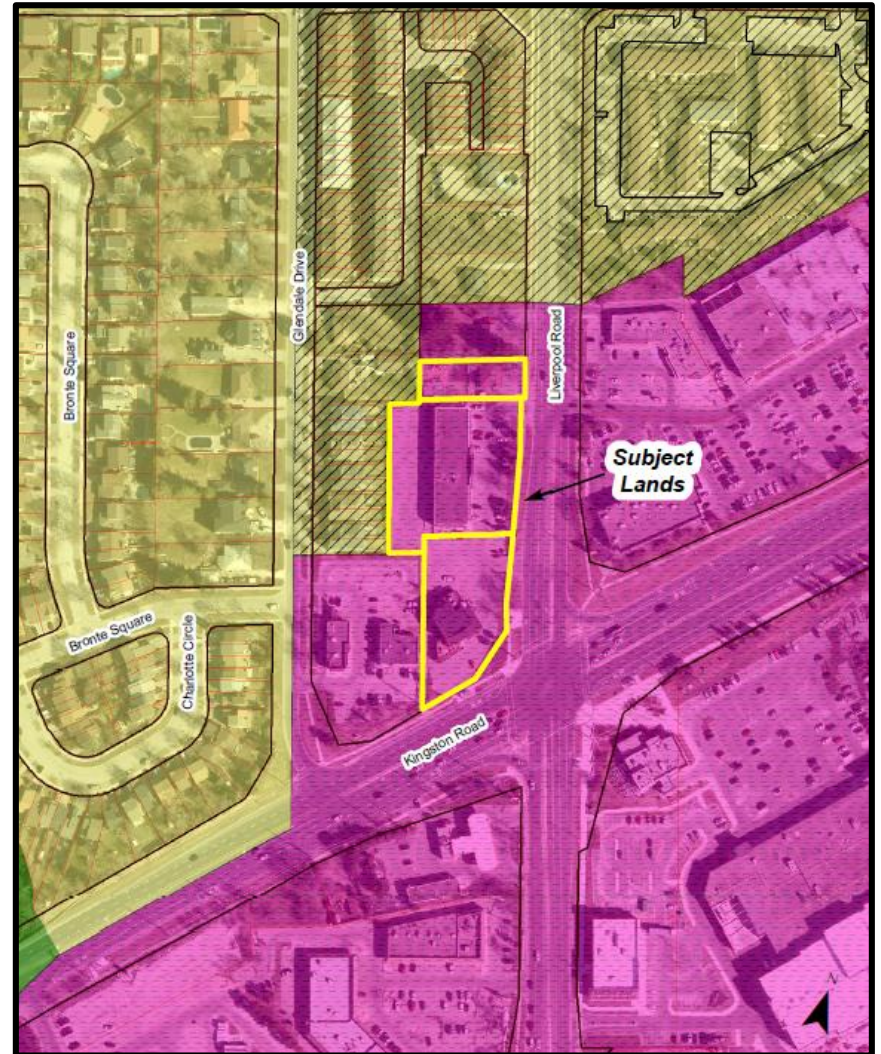 Glendale Drive
Liverpool Road
Bronte Square
Subject
Lands
Bronte Square
Charlotte Circle
Kingston Road
N